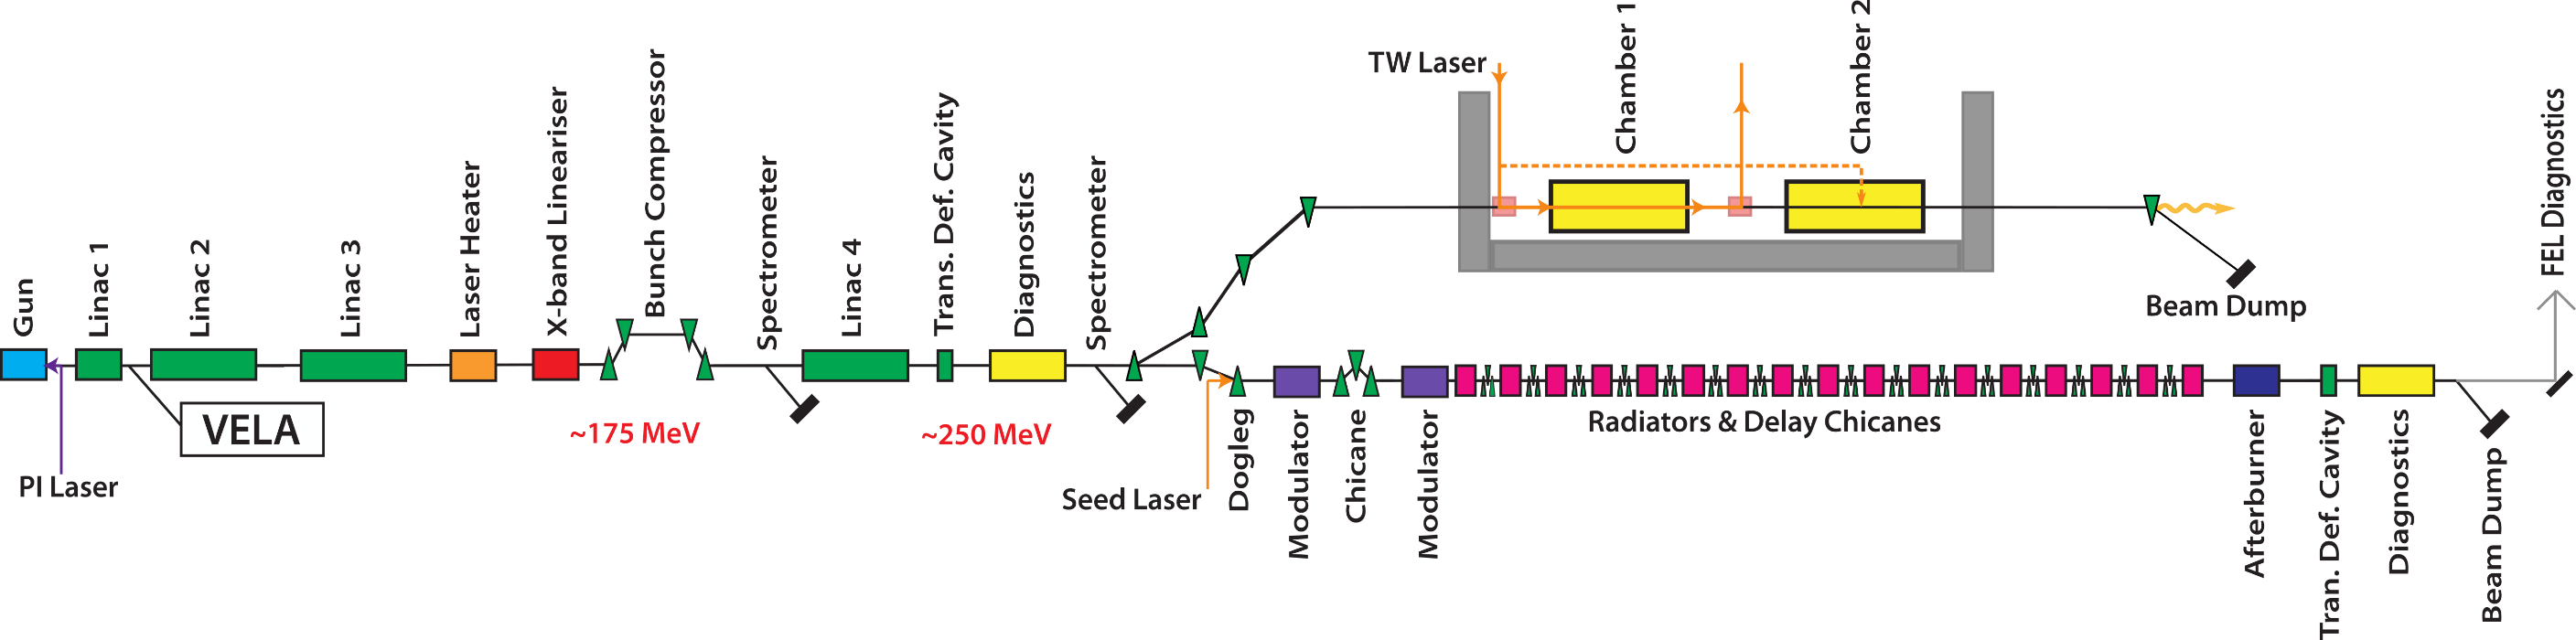 Gun
Linac 1
Linac 2
Linac 3
Laser Heater
X-band Lineariser
Bunch Compressor
Spectrometer
Linac 4
Trans. Def. Cavity
Diagnostics
Spectrometer
TW Laser
Chamber 1
Chamber 2
Beam Dump
FEL Diagnostics
VELA
PI Laser
~175 MeV
~250 MeV
Seed Laser
Dogleg
Modulator
Chicane
Modulator
Radiators & Delay Chicanes
Afterburner
Tran. Def. Cavity
Diagnostics
Beam Dump